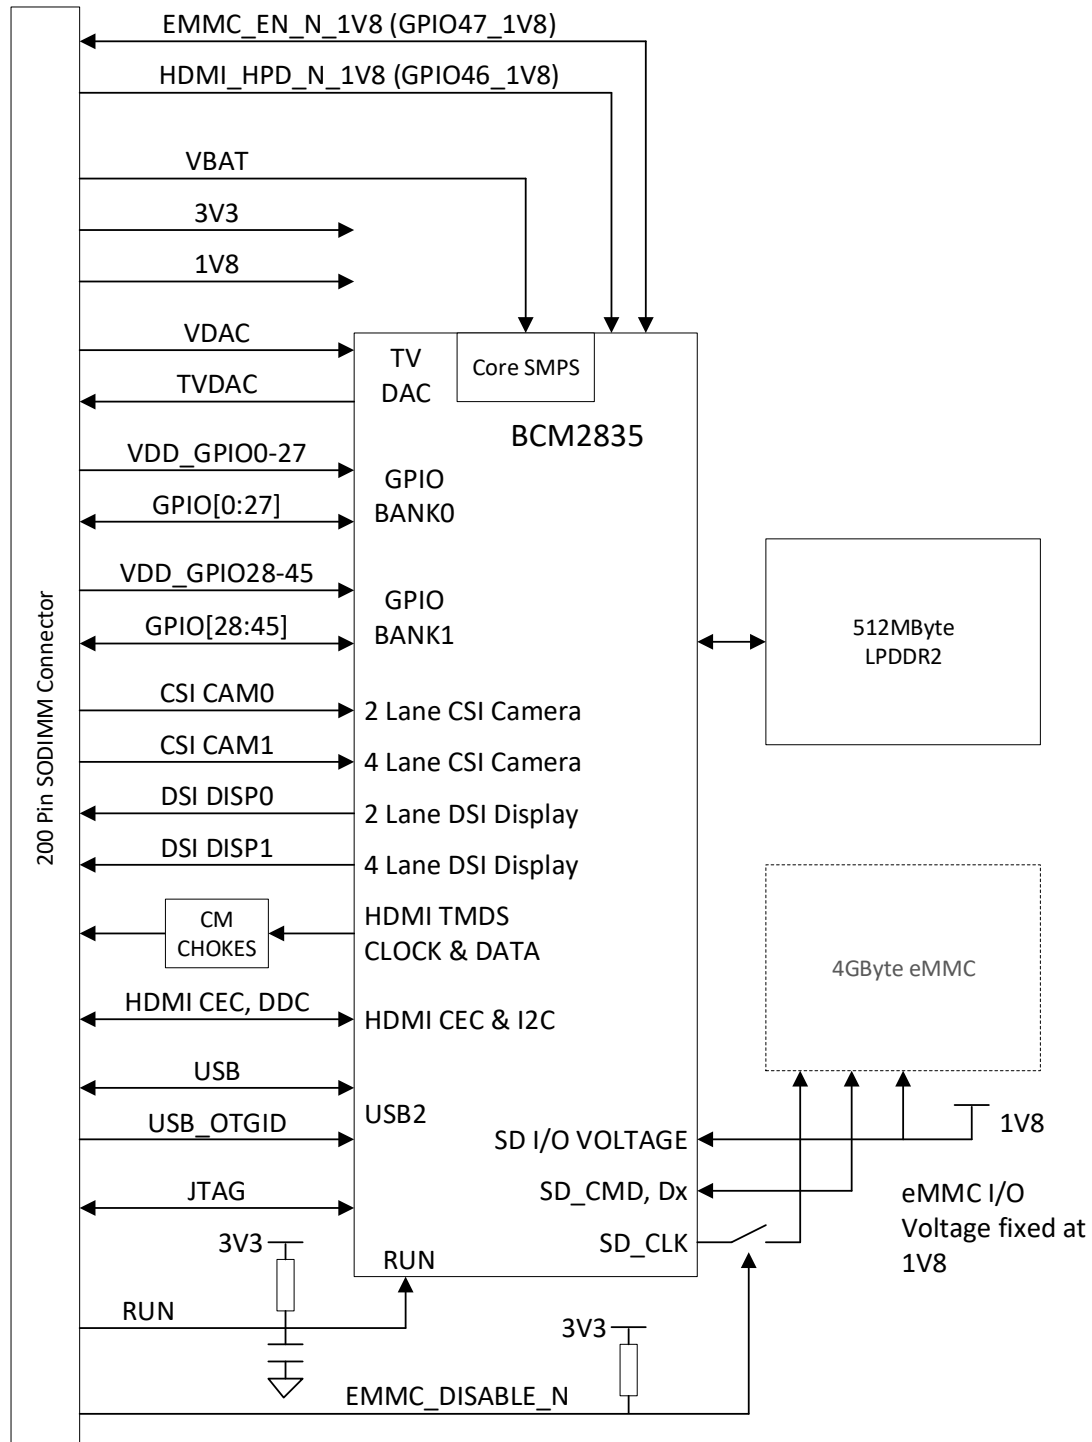 EMMC_EN_N_1V8 (GPIO47_1V8)
HDMI_HPD_N_1V8 (GPIO46_1V8)
VBAT
3V3
1V8
VDAC
TVDAC
TV
DAC
Core SMPS
BCM2835
VDD_GPIO0-27
GPIO[0:27]
GPIO
BANK0
VDD_GPIO28-45
GPIO[28:45]
GPIO
BANK1
200 Pin SODIMM Connector
512MByte
LPDDR2
CSI CAM0
2 Lane CSI Camera
CSI CAM1
4 Lane CSI Camera
DSI DISP0
2 Lane DSI Display
DSI DISP1
4 Lane DSI Display
CM
CHOKES
HDMI TMDS
CLOCK & DATA
4GByte eMMC
HDMI CEC, DDC
HDMI CEC & I2C
USB
USB_OTGID
USB2
SD I/O VOLTAGE
1V8
JTAG
SD_CMD, Dx
eMMC I/O
Voltage fixed at
1V8
SD_CLK
3V3
RUN
RUN
3V3
EMMC_DISABLE_N